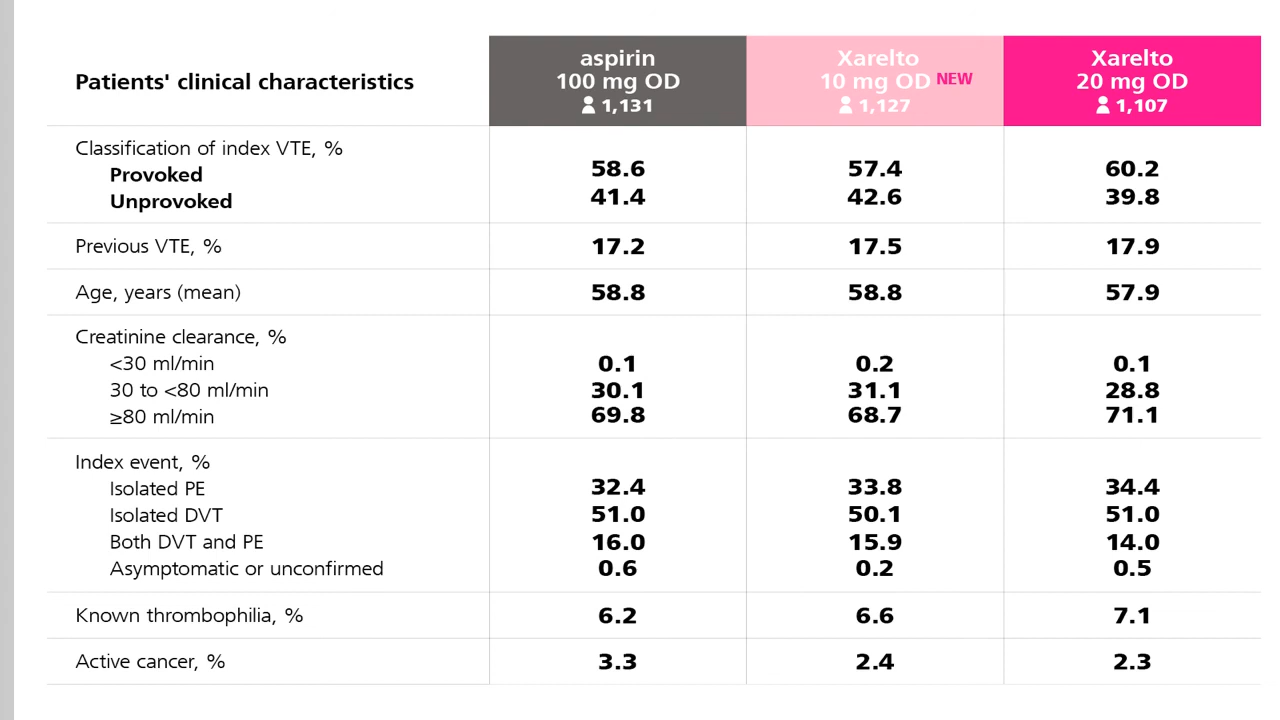 Patients' clinical characteristics
aspirin
100 mg OD
1,131
Xarelto
10 mg OD NEW
1,127
Xarelto
20 mg OD
1,107
Classification of index VTE, %
Provoked 58.6 57.4 60.2
Unprovoked 41.4 42.6 39.8
Previous VTE, % 17.2 17.5 17.9
Age, years (mean) 58.8 58.8 57.9
Creatinine clearance, %
<30 ml/min 0.1 0.2 0.1
30 to <80 ml/min 30.1 31.1 28.8
≥80 ml/min 69.8 68.7 71.1
Index event, %
Isolated PE 32.4 33.8 34.4
Isolated DVT 51.0 50.1 51.0
Both DVT and PE 16.0 15.9 14.0
Asymptomatic or unconfirmed 0.6 0.2 0.5
Known thrombophilia, % 6.2 6.6 7.1
Active cancer, % 3.3 2.4 2.3